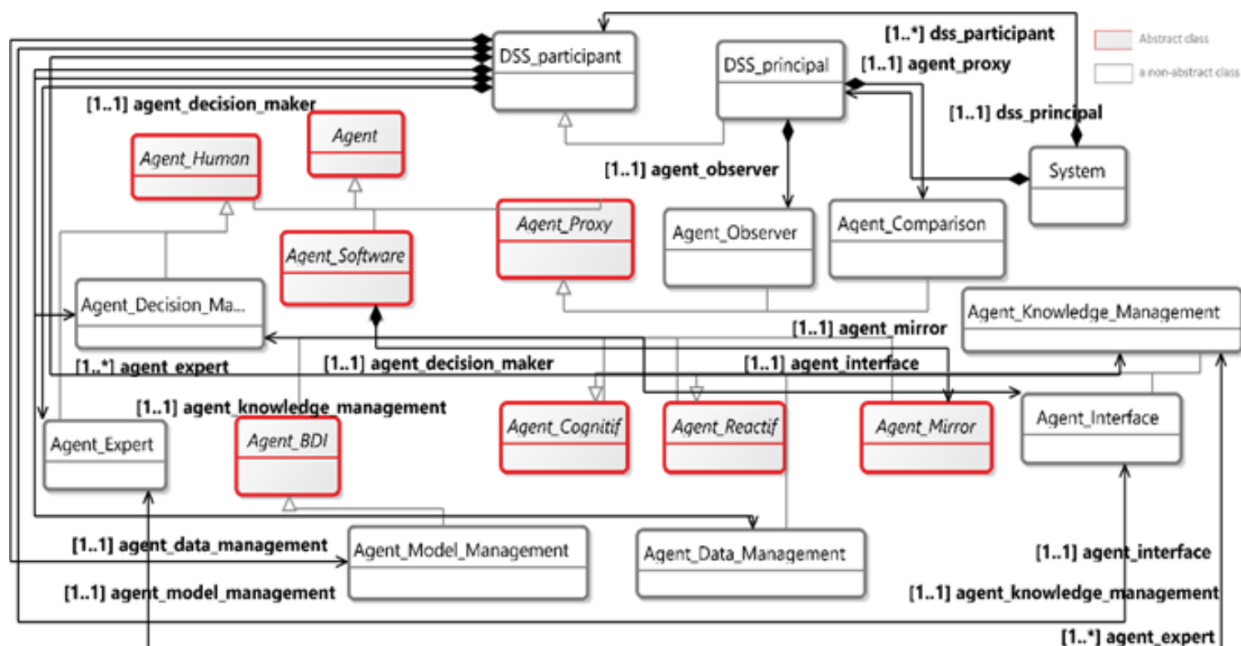 [1..*] dss_participant
Abstract class
DSS_participant
DSS_principal
[1..1] agent_proxy
a non-abstract class
[1..1] agent_decision_maker
[1..1] dss_principal
Agent
Agent_Human
[1..1] agent_observer
System
Agent_Proxy
Agent_Observer
Agent_Comparison
Agent_Software
Agent_Decision_Ma...
Agent_Knowledge_Management
[1..1] agent_mirror
[1..*] agent_expert
[1..1] agent_decision_maker
[1..1] agent_interface
[1..1] agent_knowledge_management
Agent_Expert
Agent_BDI
Agent_Cognitif
Agent_Reactif
Agent_Mirror
Agent_Interface
[1..1] agent_data_management
Agent_Model_Management
Agent_Data_Management
[1..1] agent_interface
[1..1] agent_model_management
[1..1] agent_knowledge_management
[1..*] agent_expert